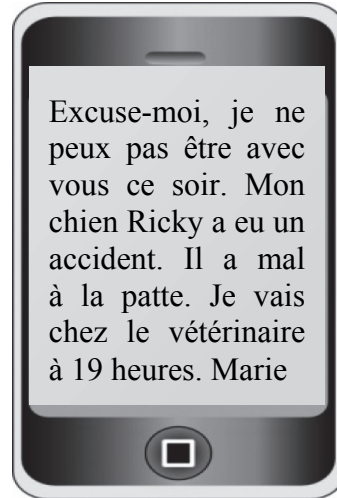 Excuse-moi, je ne
peux pas être avec
vous ce soir. Mon
chien Ricky a eu un
accident. Il a mal
à la patte. Je vais
chez le vétérinaire
à 19 heures. Marie